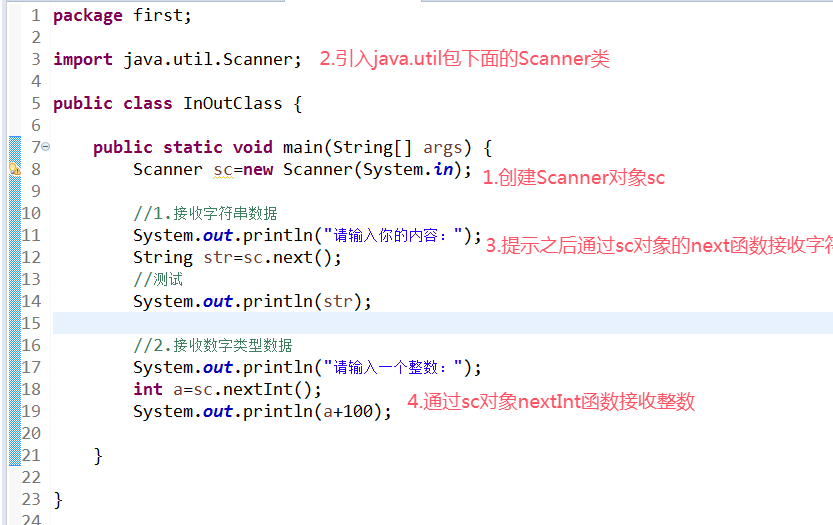 1 package first;
2
3 import java.util.Scanner; 2.引入java.util包下面的Scanner类
4
5 public class InOutClass {
6
7 public static void main(String[] args) {
8 Scanner sc=new Scanner(System.in); 1.创建Scanner对象sc
9
10 //1.接收字符串数据
11 System.out.println("请输入你的内容:"); 3.提示之后通过sc对象的next函数接收字符
12 String str=sc.next();
13 //测试
14 System.out.println(str);
15
16 //2.接收数字类型数据
17 System.out.println("请输入一个整数:");
18 int a=sc.nextInt();
19 System.out.println(a+100); 4.通过sc对象nextInt函数接收整数
20
21 }
22
23 }
24